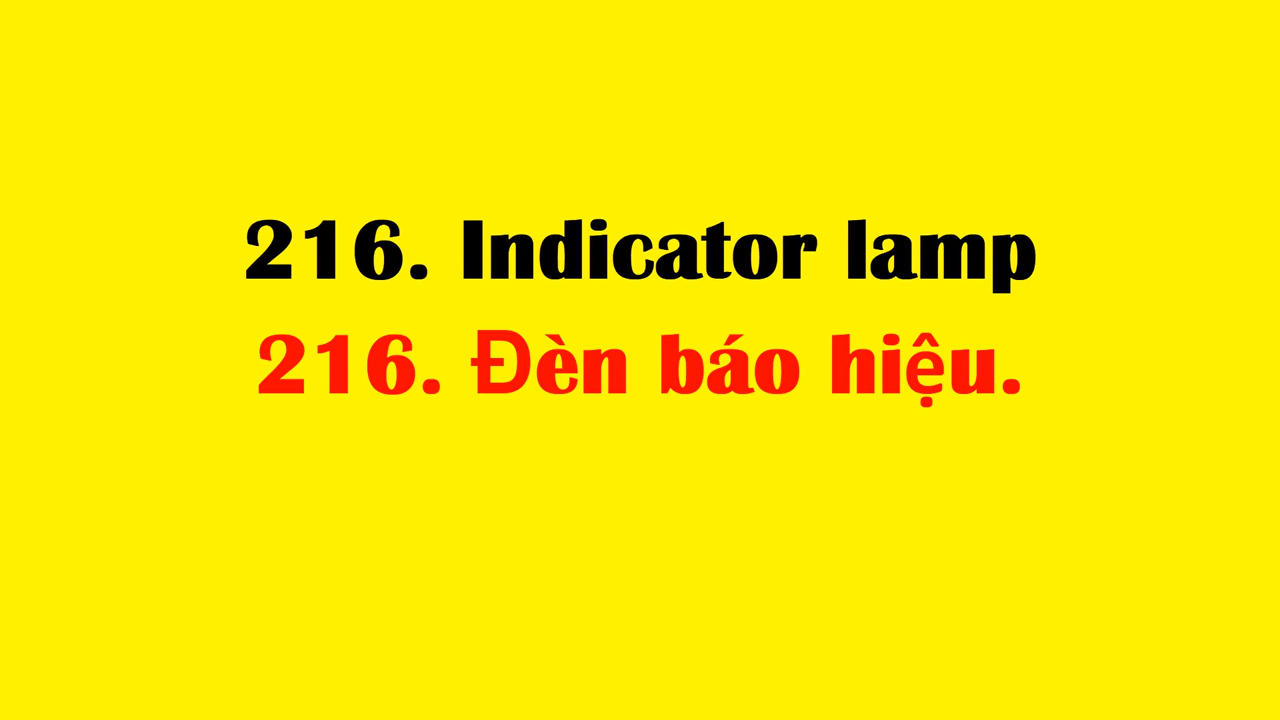 216. Indicator lamp
216. Đèn báo hiệu.